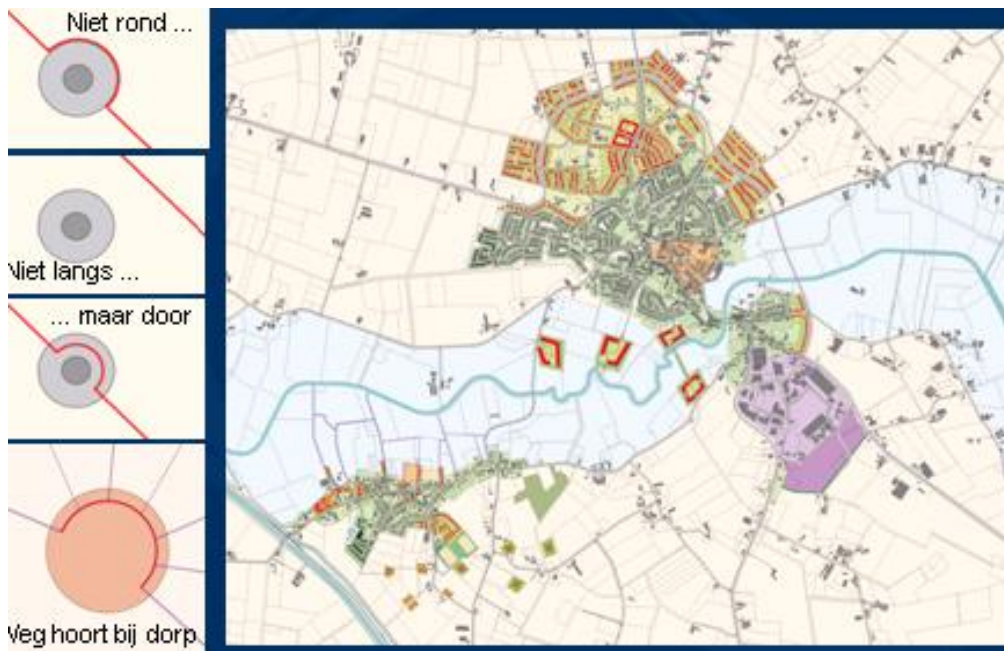 Niet rond ...
Niet langs ...
... maar door
Weg hoort bij dorp